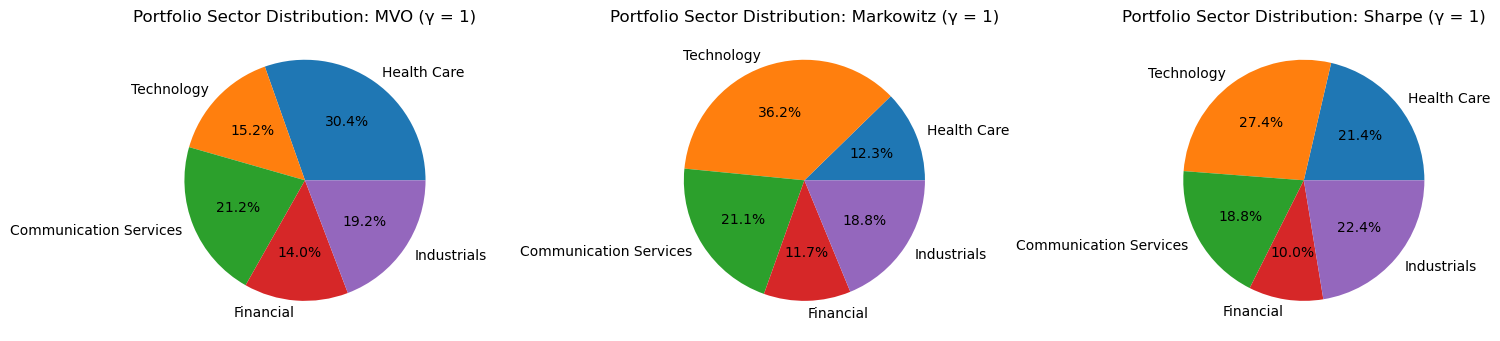 Portfolio Sector Distribution: MVO (γ = 1)
Health Care
Technology
30.4%
15.2%
21.2%
19.2%
Communication Services
14.0%
Industrials
Financial
Portfolio Sector Distribution: Markowitz (γ = 1)
Technology
36.2%
Health Care
12.3%
21.1%
18.8%
Communication Services
11.7%
Industrials
Financial
Portfolio Sector Distribution: Sharpe (γ = 1)
Technology
Health Care
27.4%
21.4%
18.8%
22.4%
Communication Services
10.0%
Industrials
Financial